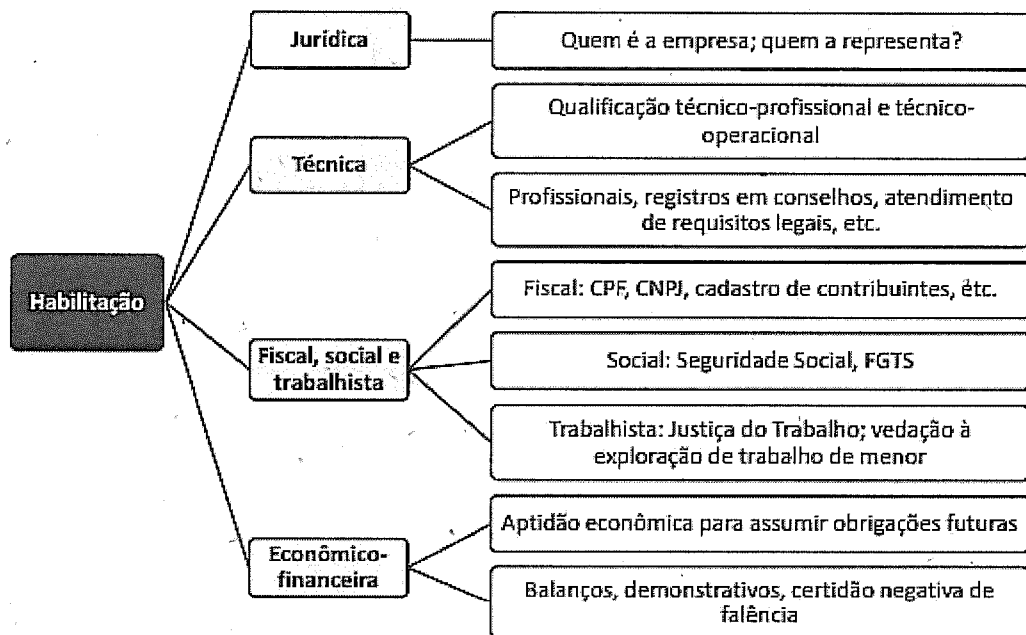 Jurídica
Quem é a empresa; quem a representa?
Qualificação técnico-profissional e técnico-
operacional
Técnica
Profissionais, registros em conselhos, atendimento
de requisitos legais, etc.
Habilitação
Fiscal: CPF, CNPJ, cadastro de contribuintes, etc.
Fiscal, social e
trabalhista
Social: Seguridade Social, FGTS
Trabalhista: Justiça do Trabalho; vedação à
exploração de trabalho de menor
Aptidão econômica para assumir obrigações futuras
Econômico-
financeira
Balanços, demonstrativos, certidão negativa de
falência